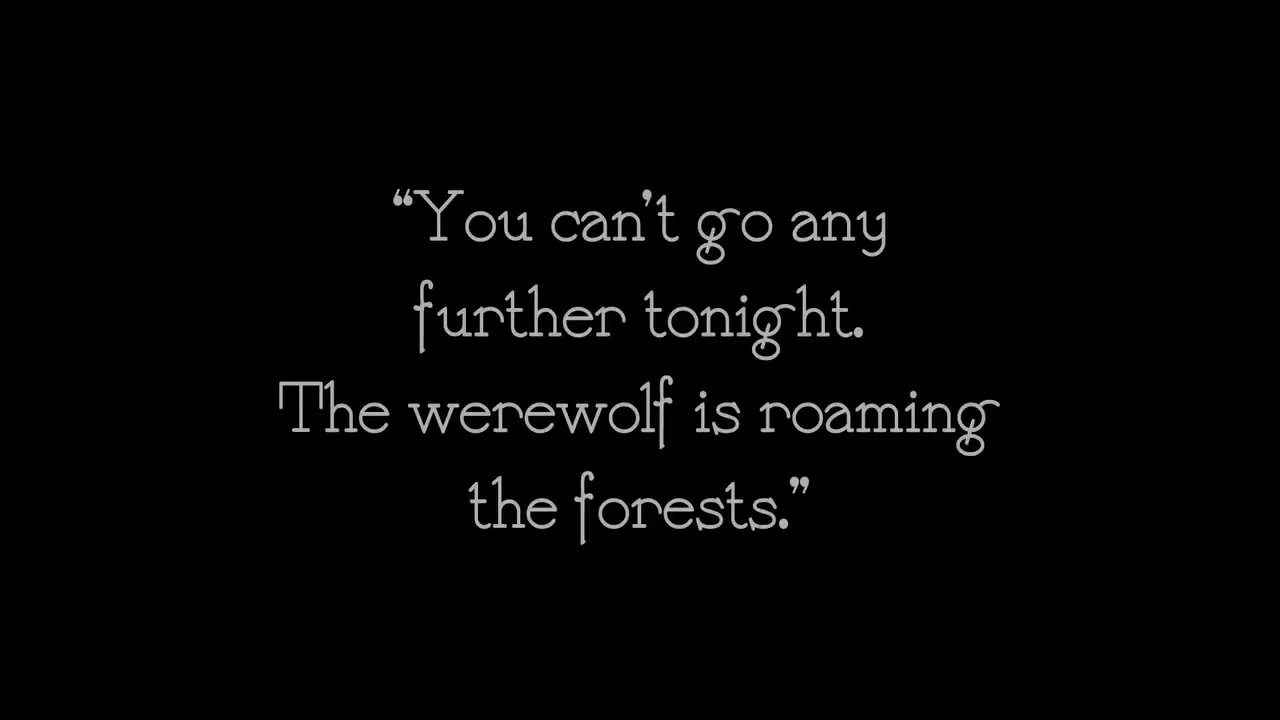 “You can’t go any
further tonight.
The werewolf is roaming
the forests.”